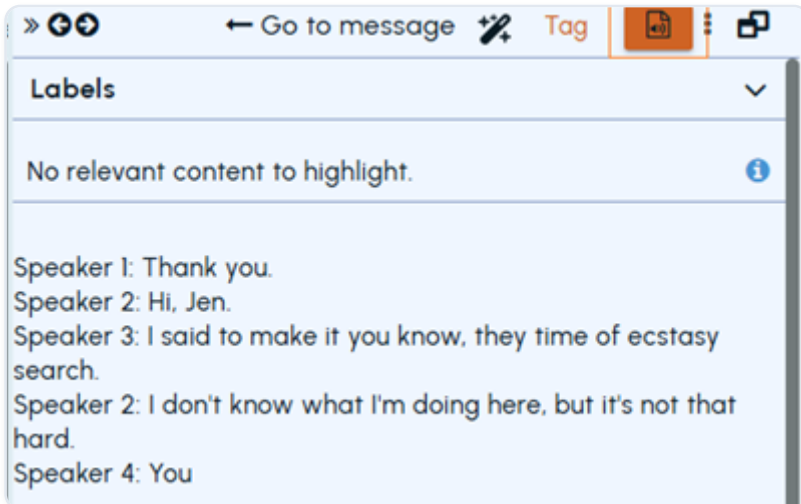 Go to message Tag
Labels
No relevant content to highlight.
Speaker 1: Thank you.
Speaker 2: Hi, Jen.
Speaker 3: I said to make it you know, they time of ecstasy
search.
Speaker 2: I don't know what I'm doing here, but it's not that
hard.
Speaker 4: You